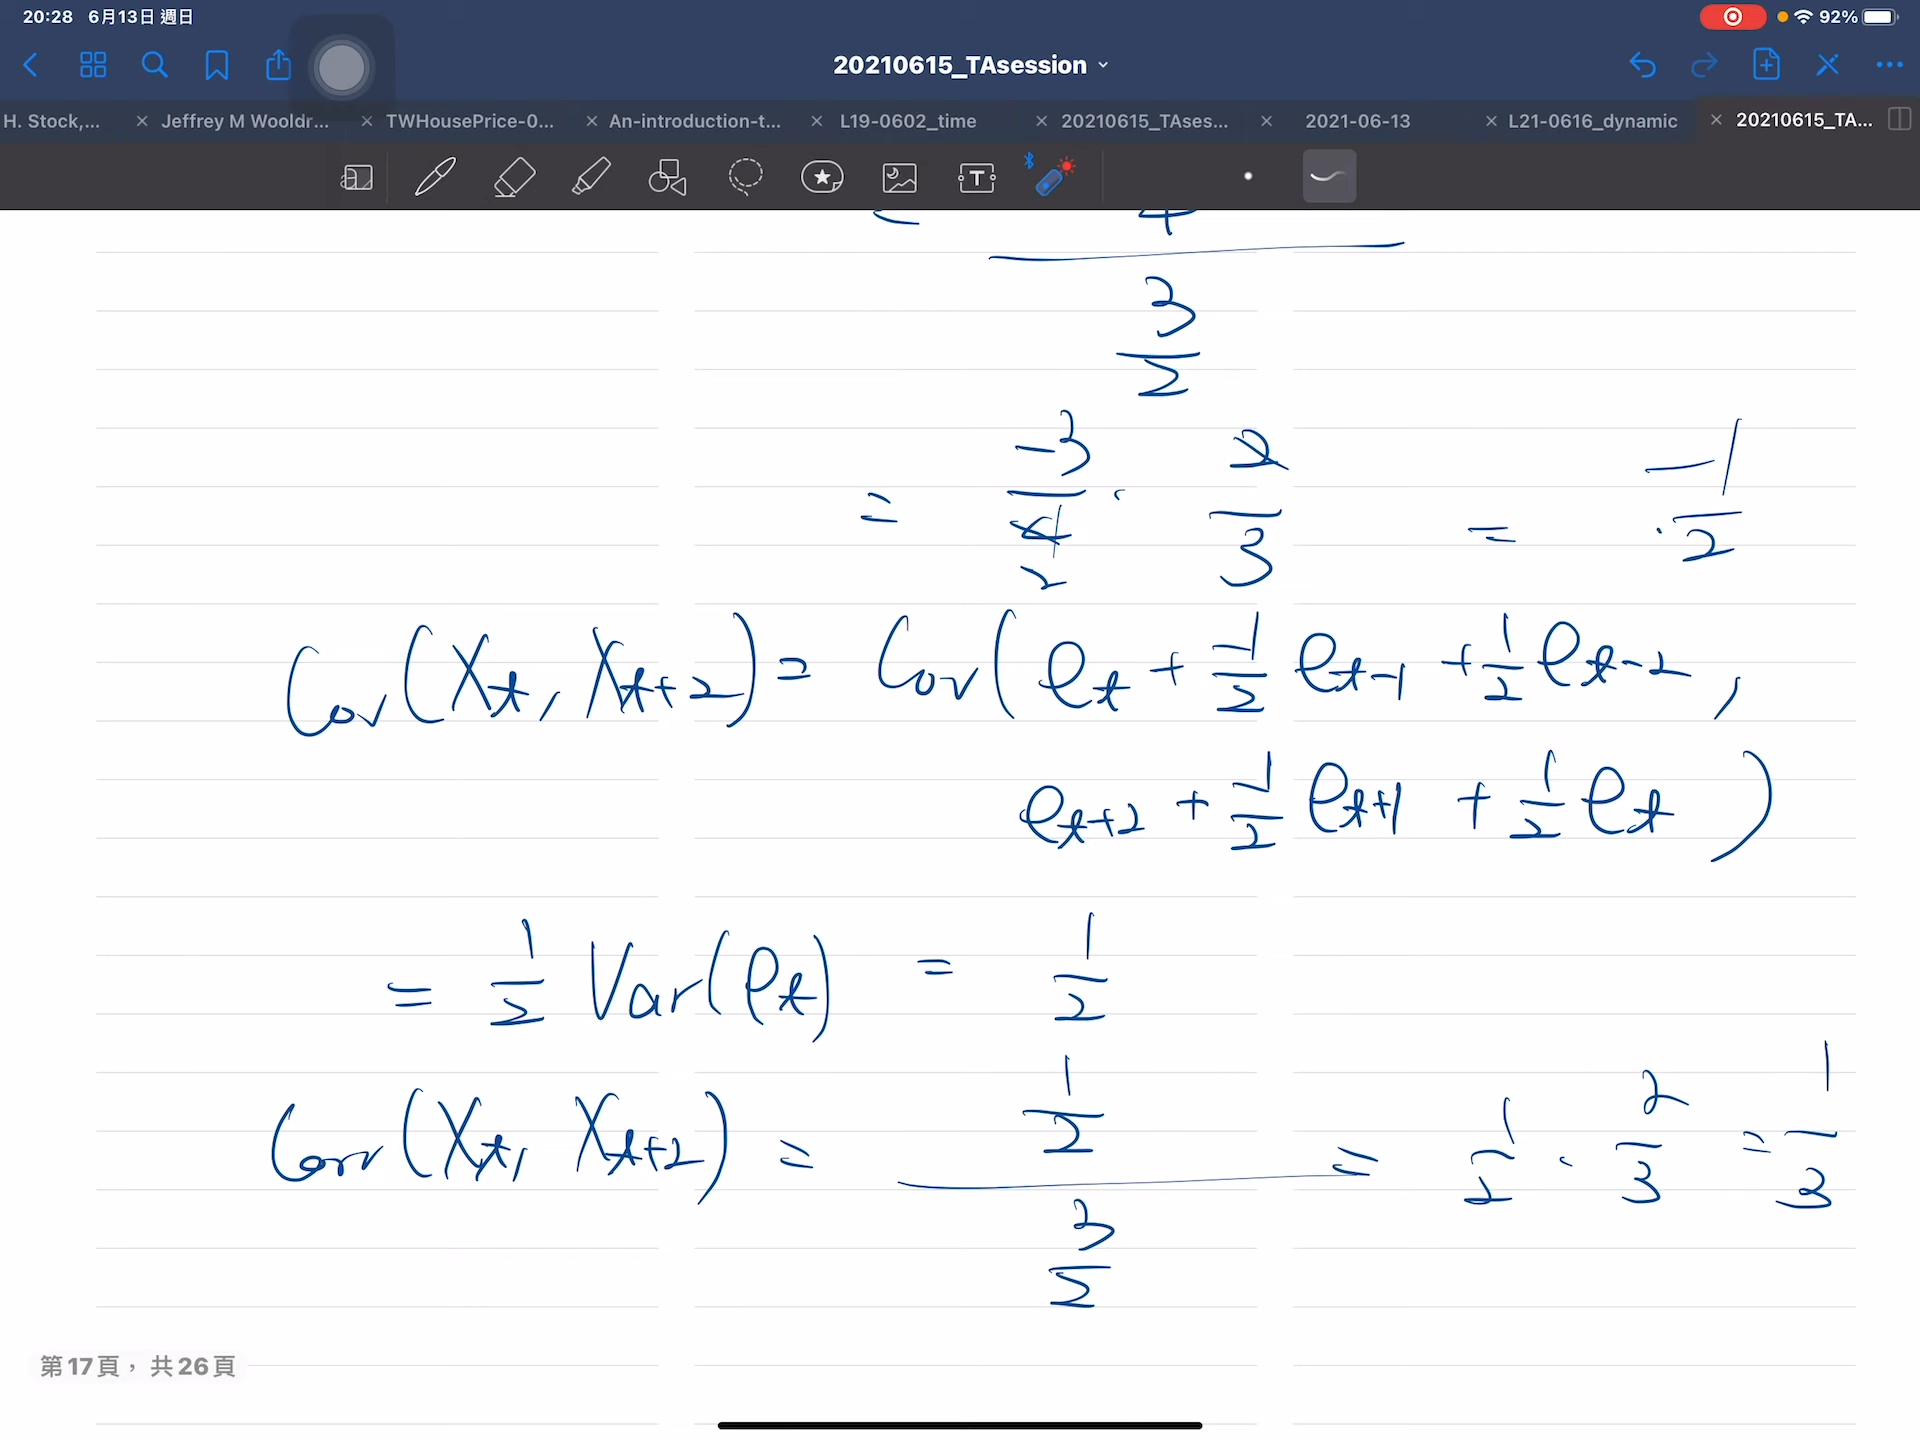 20:28 6月13日 週日
92%
20210615_TAsession
H. Stock,... × Jeffrey M Wooldr... × TWHousePrice-0... × An-introduction-t... × L19-0602_time × 20210615_TAses... × 2021-06-13 × L21-0616_dynamic × 20210615_TA...
3/2
= -3/4 2 · 2/3 = -1/2
Cov(Xt, Xt+2) = Cov(et + -1/2 et-1 + 1/2 et-2,
et+2 + -1/2 et+1 + 1/2 et)
= 1/2 Var(et) = 1/2
Corr(Xt, Xt+2) = 1/2 / 3/2 = 1/2 · 2/3 = 1/3
第17頁，共26頁